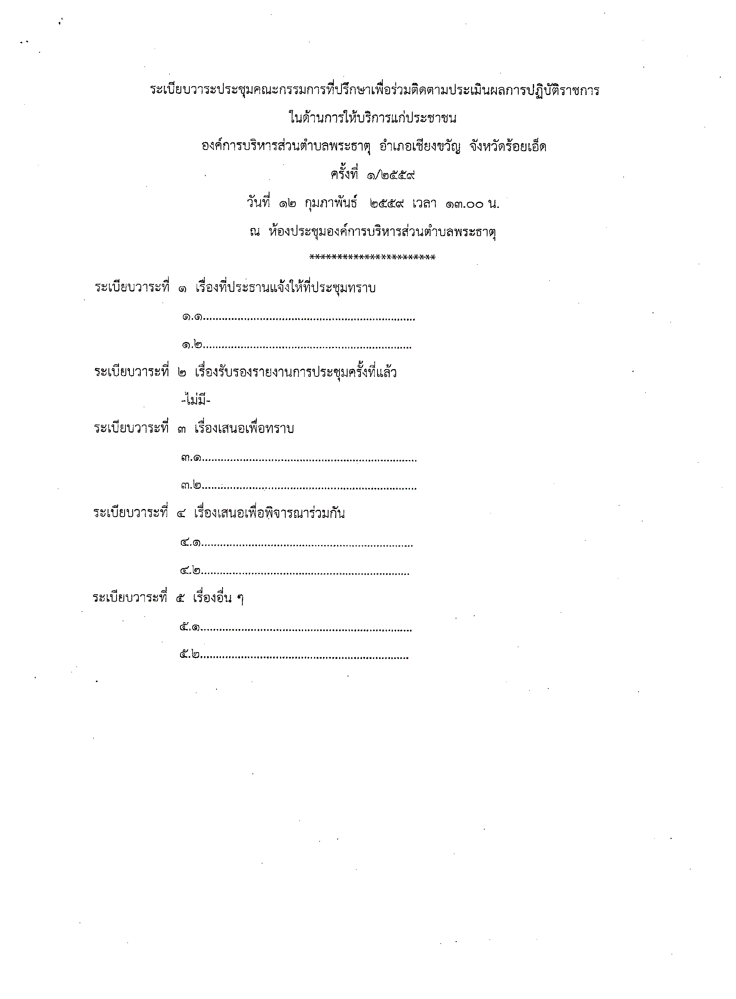 ระเบียบวาระประชุมคณะกรรมการที่ปรึกษาเพื่อร่วมติดตามประเมินผลการปฏิบัติราชการ
ในด้านการให้บริการแก่ประชาชน
องค์การบริหารส่วนตำบลพระธาตุ อำเภอเชียงขวัญ จังหวัดร้อยเอ็ด
ครั้งที่ ๑/๒๕๕๙
วันที่ ๑๒ กุมภาพันธ์ ๒๕๕๙ เวลา ๑๓.๐๐ น.
ณ ห้องประชุมองค์การบริหารส่วนตำบลพระธาตุ
***********************
ระเบียบวาระที่ ๑ เรื่องที่ประธานแจ้งให้ที่ประชุมทราบ
๑.๑....................................................................
๑.๒...................................................................
ระเบียบวาระที่ ๒ เรื่องรับรองรายงานการประชุมครั้งที่แล้ว
-ไม่มี-
ระเบียบวาระที่ ๓ เรื่องเสนอเพื่อทราบ
๓.๑.....................................................................
๓.๒.....................................................................
ระเบียบวาระที่ ๔ เรื่องเสนอเพื่อพิจารณาร่วมกัน
๔.๑....................................................................
๔.๒...................................................................
ระเบียบวาระที่ ๕ เรื่องอื่น ๆ
๕.๑....................................................................
๕.๒...................................................................